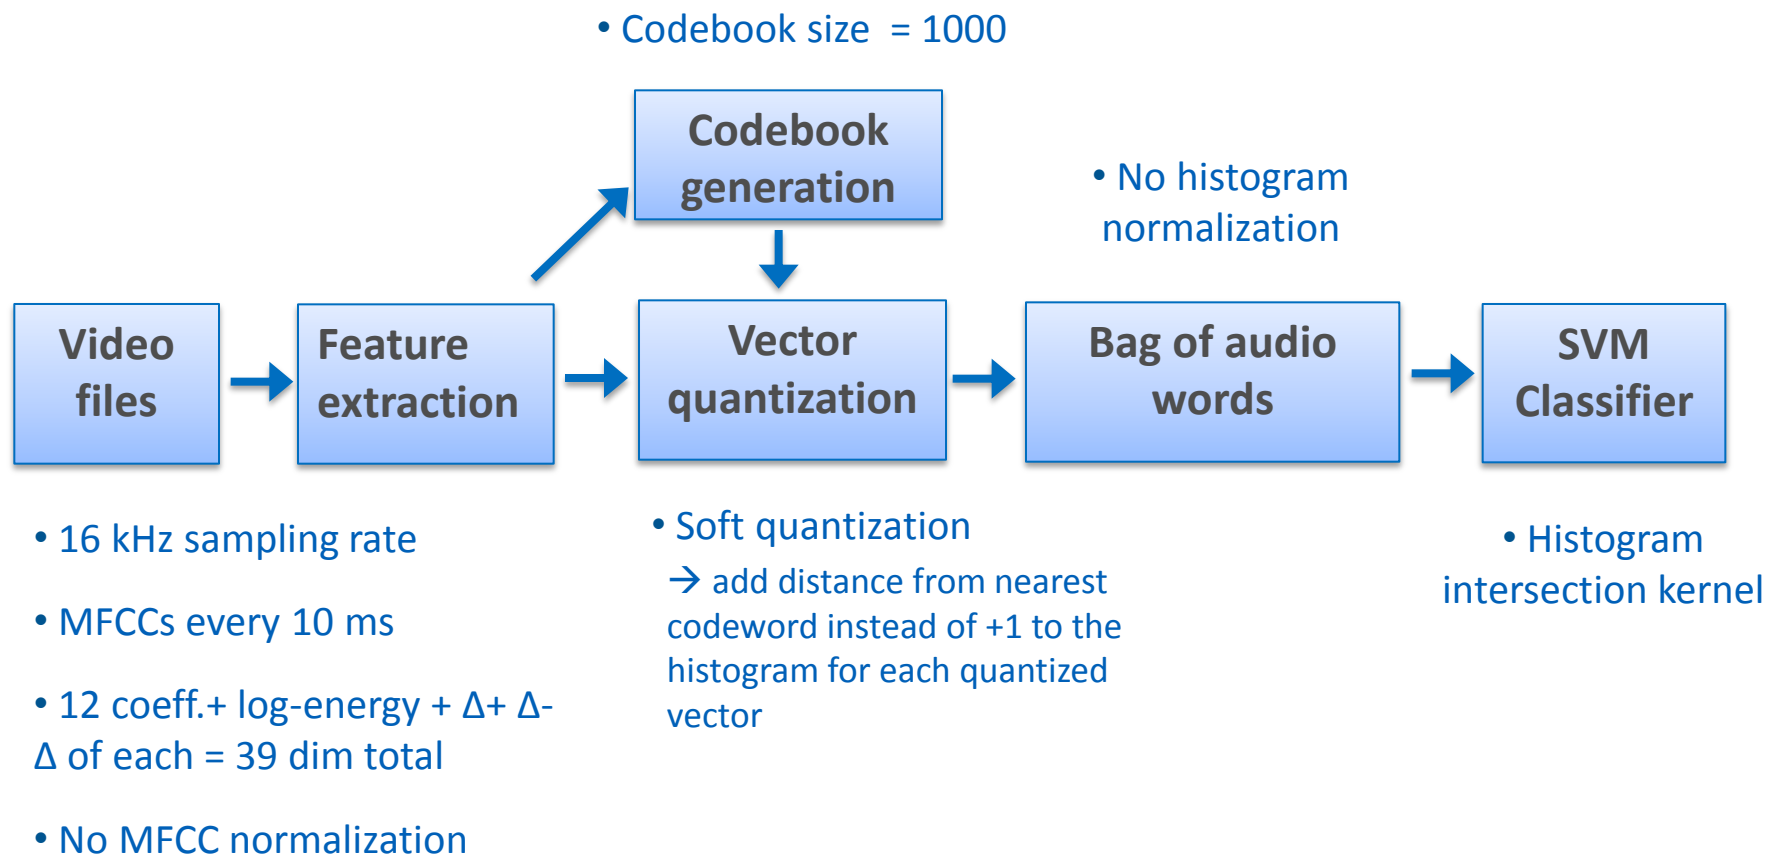 • Codebook size = 1000
Codebook
generation
• No histogram
normalization
Video
files
Feature
extraction
Vector
quantization
Bag of audio
words
SVM
Classifier
• 16 kHz sampling rate
• MFCCs every 10 ms
• 12 coeff.+ log-energy + Δ+ Δ-
Δ of each = 39 dim total
• No MFCC normalization
• Soft quantization
→ add distance from nearest
codeword instead of +1 to the
histogram for each quantized
vector
• Histogram
intersection kernel